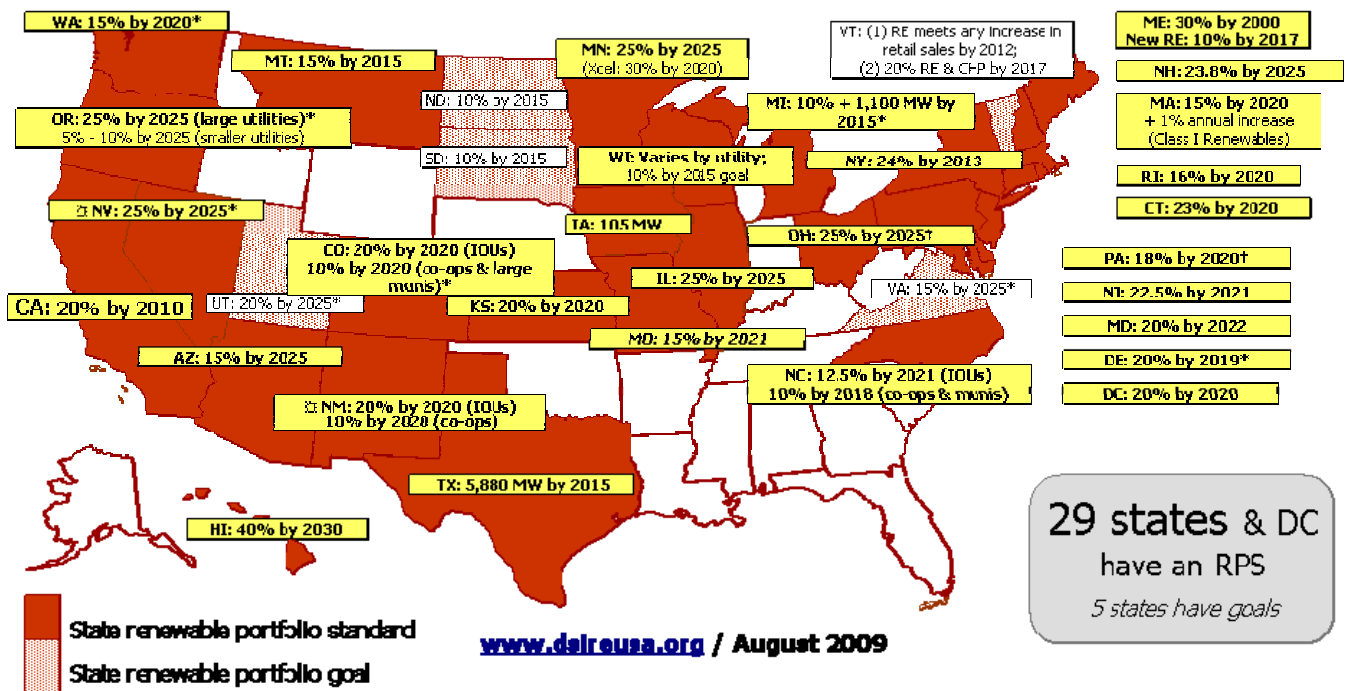 WA: 15% by 2020*
MT: 15% by 2015
MN: 25% by 2025
(Xcel: 30% by 2020)
VT: (1) RE meets any increase in
retail sales by 2012;
(2) 20% RE & CHP by 2017
ME: 30% by 2000
New RE: 10% by 2017
NH: 23.8% by 2025
ND: 10% by 2015
MI: 10% + 1,100 MW by
2015*
MA: 15% by 2020
+ 1% annual increase
(Class I Renewables)
OR: 25% by 2025 (large utilities)*
5% - 10% by 2025 (smaller utilities)
SD: 10% by 2015
WI: Varies by utility;
10% by 2015 goal
NY: 24% by 2013
RI: 16% by 2020
CT: 23% by 2020
☼ NV: 25% by 2025*
IA: 105 MW
OH: 25% by 2025†
CO: 20% by 2020 (IOUs)
10% by 2020 (co-ops & large
munis)*
PA: 18% by 2020†
IL: 25% by 2025
VA: 15% by 2025*
NJ: 22.5% by 2021
CA: 20% by 2010
UT: 20% by 2025*
KS: 20% by 2020
MD: 20% by 2022
MO: 15% by 2021
AZ: 15% by 2025
DE: 20% by 2019*
NC: 12.5% by 2021 (IOUs)
10% by 2018 (co-ops & munis)
DC: 20% by 2020
☼ NM: 20% by 2020 (IOUs)
10% by 2020 (co-ops)
TX: 5,880 MW by 2015
HI: 40% by 2030
29 states & DC
have an RPS
5 states have goals
State renewable portfolio standard
State renewable portfolio goal
www.dsireusa.org / August 2009